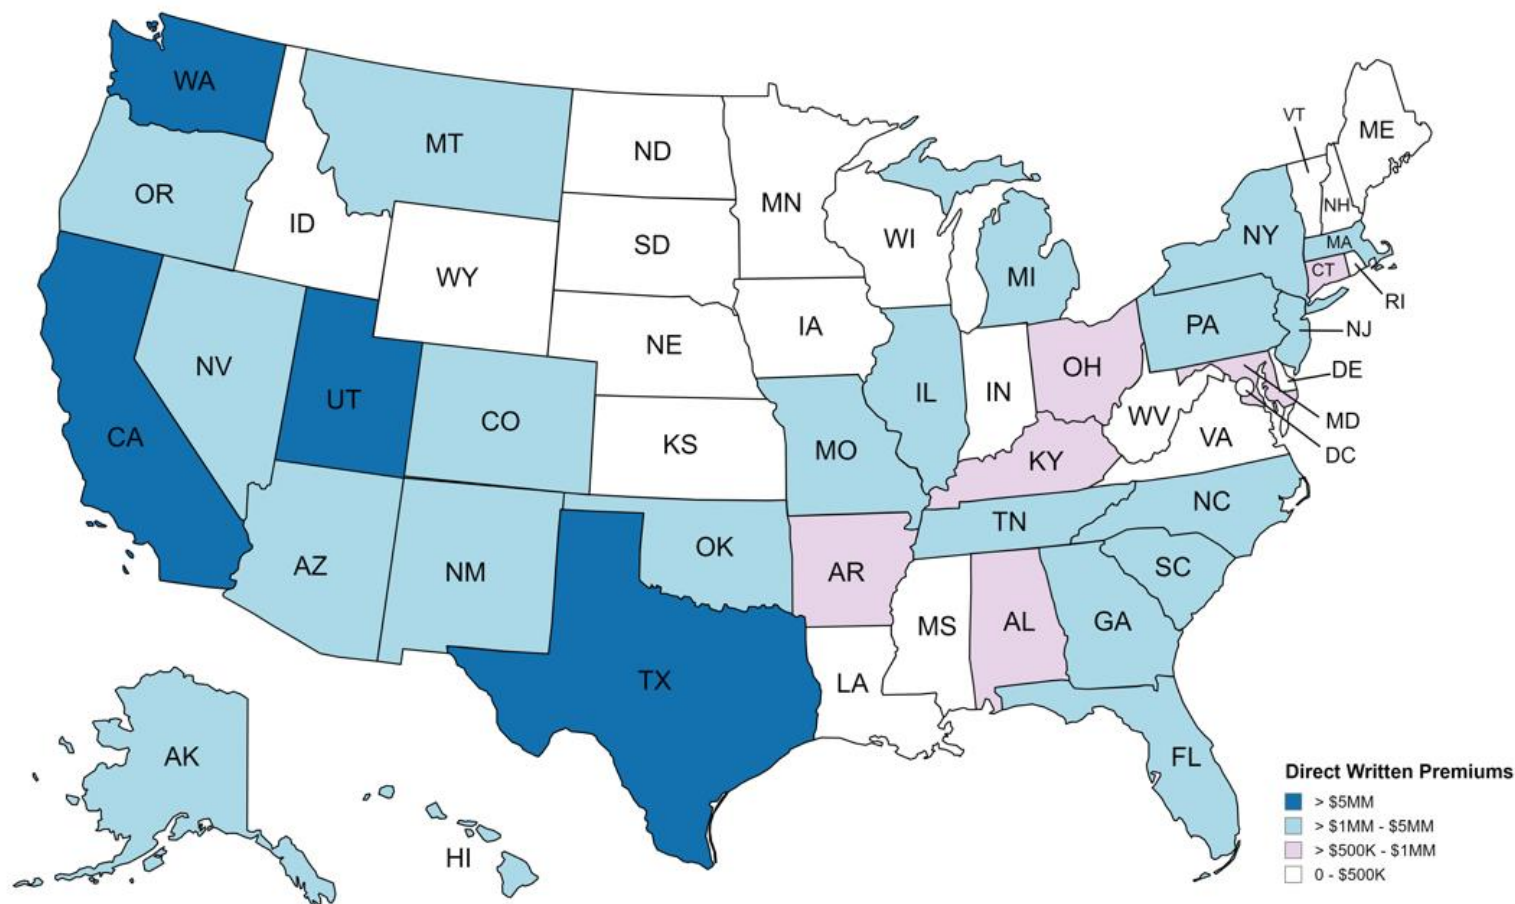 WA
MT
ND
OR
ID
MN
VT
ME
NH
SD
WI
NY
MA
CT
RI
WY
MI
IA
PA
NJ
NV
NE
UT
CO
IL
IN
OH
DE
WV
MD
CA
KS
MO
KY
VA
DC
TN
NC
AZ
NM
OK
AR
SC
MS
AL
GA
TX
LA
AK
FL
HI
Direct Written Premiums
> $5MM
> $1MM - $5MM
> $500K - $1MM
0 - $500K